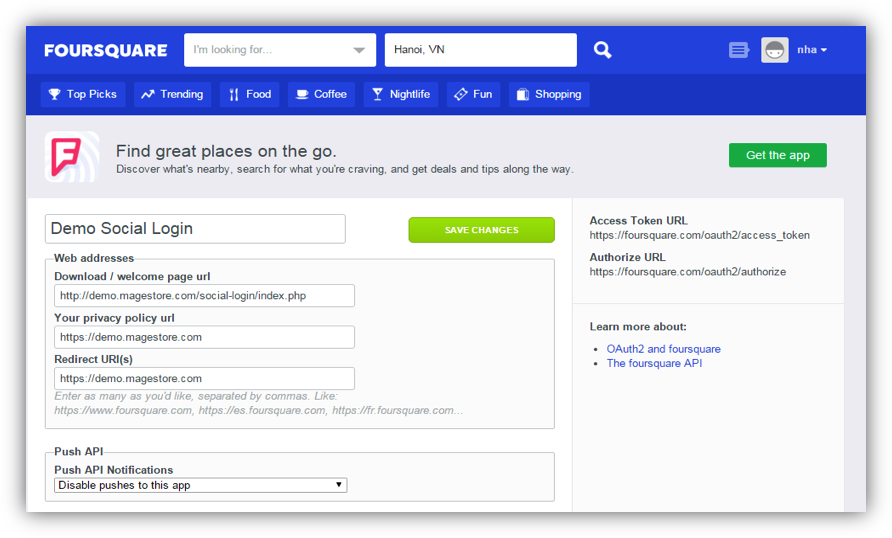 FOURSQUARE
I'm looking for...
Hanoi, VN
nha
Top Picks
Trending
Food
Coffee
Nightlife
Fun
Shopping
Find great places on the go.
Discover what's nearby, search for what you're craving, and get deals and tips along the way.
Get the app
Demo Social Login
SAVE CHANGES
Web addresses
Download / welcome page url
http://demo.magestore.com/social-login/index.php
Your privacy policy url
https://demo.magestore.com
Redirect URI(s)
https://demo.magestore.com
Enter as many as you'd like, separated by commas. Like:
https://www.foursquare.com, https://es.foursquare.com, https://fr.foursquare.com...
Push API
Push API Notifications
Disable pushes to this app
Access Token URL
https://foursquare.com/oauth2/access_token
Authorize URL
https://foursquare.com/oauth2/authorize
Learn more about:
OAuth2 and foursquare
The foursquare API